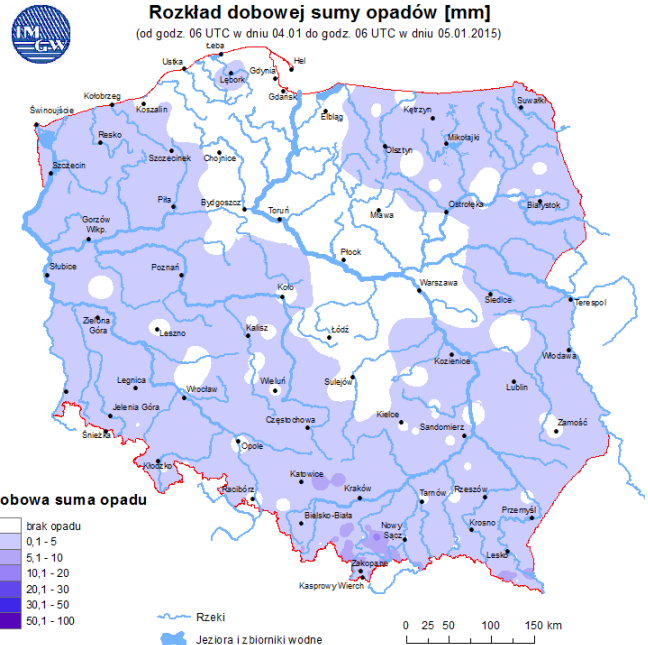 Rozkład dobowej sumy opadów [mm]
(od godz. 06 UTC w dniu 04.01 do godz. 06 UTC w dniu 05.01.2015)
IM
GW
Łeba
Hel
Ustka
Gdynia
Lębork
Gdańsk
Suwałki
Kołobrzeg
Koszalin
Świnoujście
Elbląg
Kętrzyn
Resko
Mikołajki
Olsztyn
Szczecinek
Chojnice
Szczecin
Piła
Bydgoszcz
Toruń
Mława
Ostrołęka
Białystok
Gorzów
Wlkp.
Płock
Słubice
Poznań
Koło
Warszawa
Siedlce
Terespol
Zielona
Góra
Leszno
Kalisz
Łódź
Kozienice
Włodawa
Legnica
Wrocław
Wieluń
Sulejów
Lublin
Jelenia Góra
Częstochowa
Kielce
Sandomierz
Zamość
Śnieżka
Opole
Kłodzko
Katowice
Racibórz
Kraków
Tarnów
Rzeszów
Bielsko-Biała
Przemyśl
Nowy
Sącz
Krosno
Lesko
Zakopane
Kasprowy Wierch
obowa suma opadu
brak opadu
0,1 - 5
5,1 - 10
10,1 - 20
20,1 - 30
30,1 - 50
50,1 - 100
Rzeki
Jeziora i zbiorniki wodne
0 25 50 100 150 km